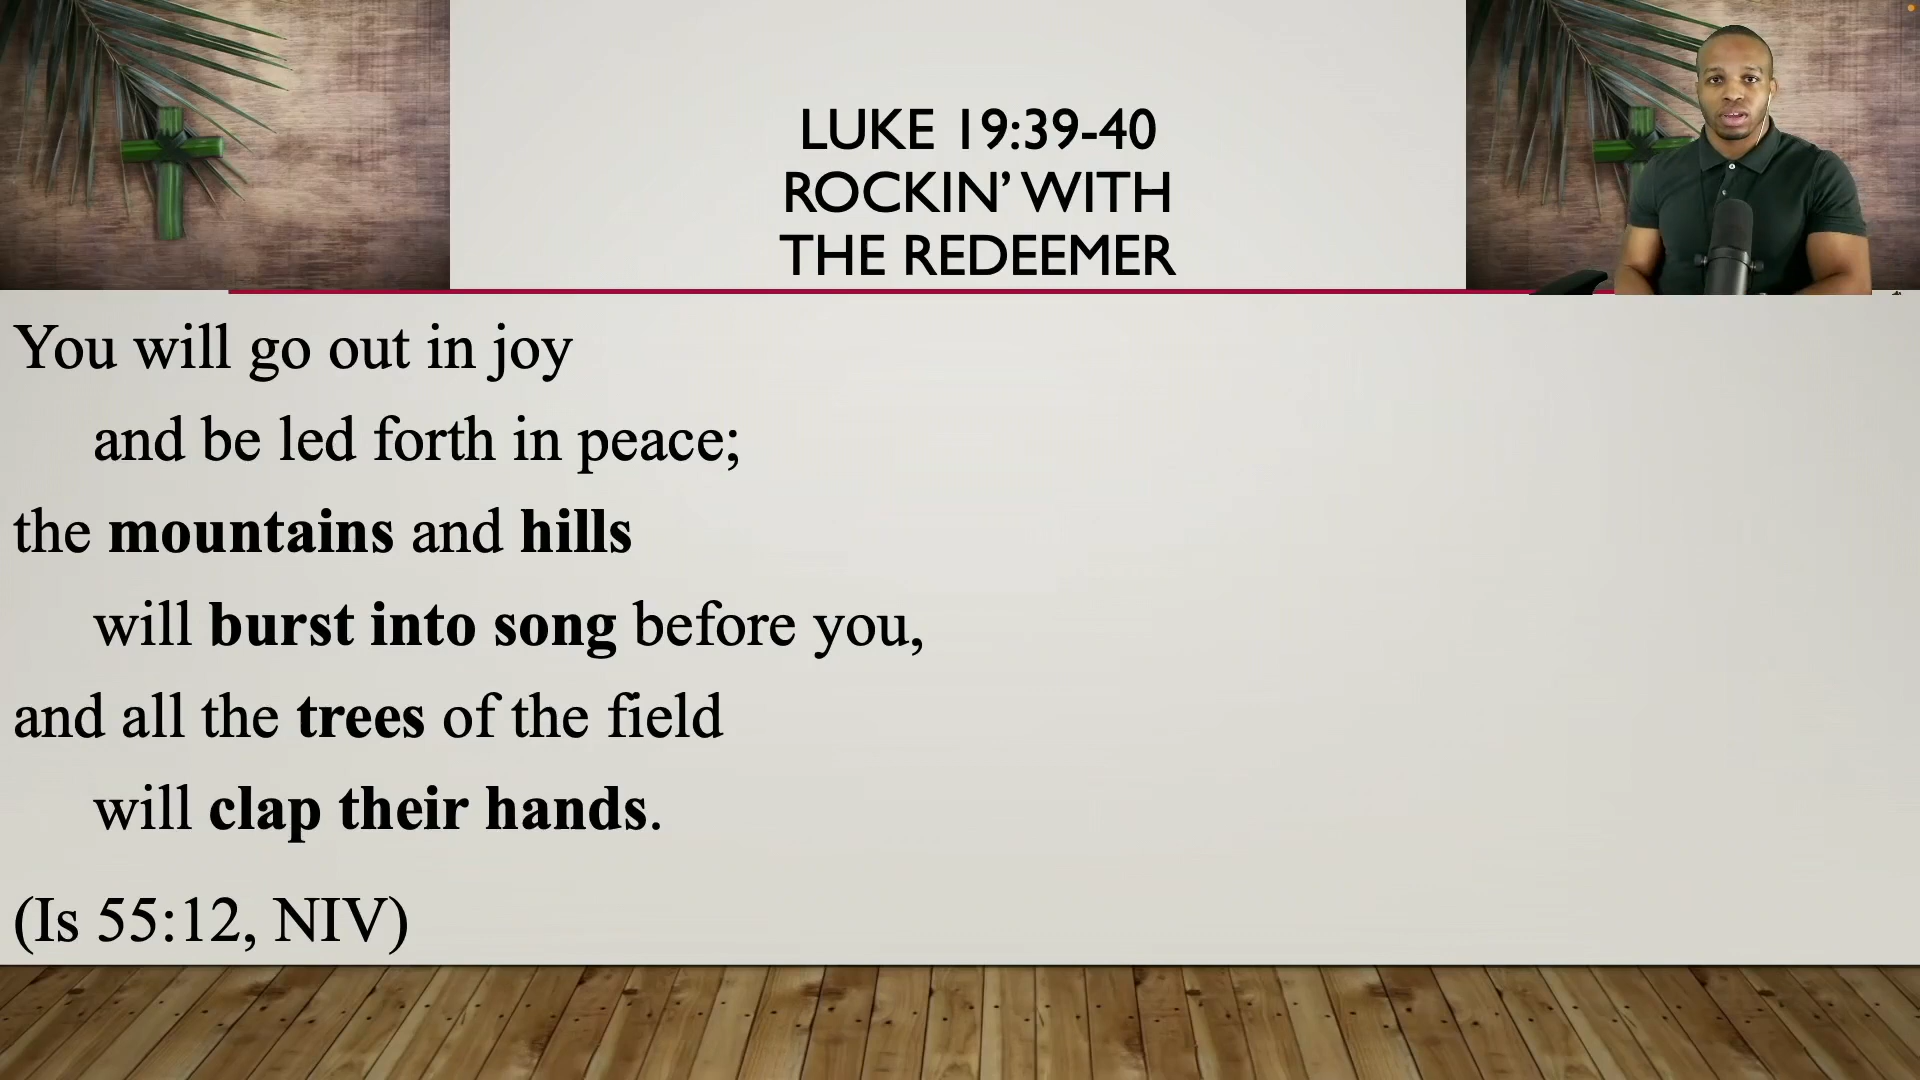 LUKE 19:39-40
ROCKIN’ WITH
THE REDEEMER
You will go out in joy
and be led forth in peace;
the mountains and hills
will burst into song before you,
and all the trees of the field
will clap their hands.
(Is 55:12, NIV)